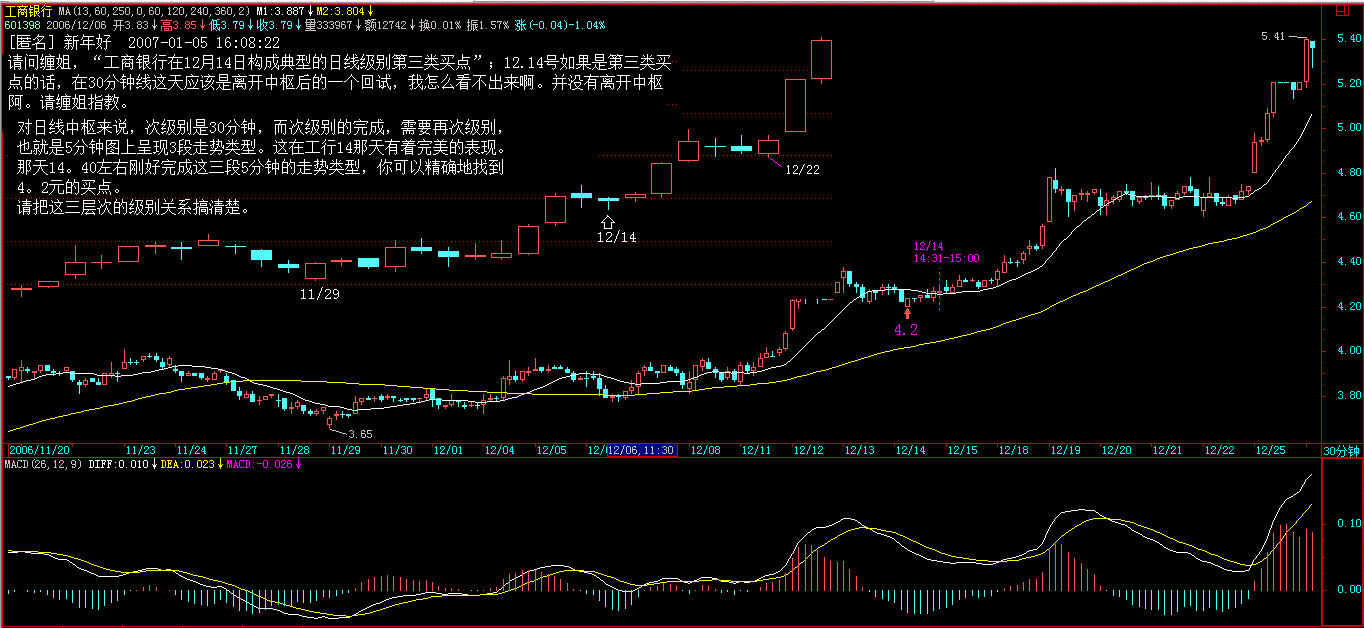 工商银行 MA(13,60,250,0,60,120,240,360,2) M1:3.887↓M2:3.804↓
601398 2006/12/06 开3.83↓高3.85↓低3.79↓收3.79↓量333967↓额12742↓换0.01% 振1.57% 涨(-0.04)-1.04%
[匿名] 新年好 2007-01-05 16:08:22
请问缠姐，“工商银行在12月14日构成典型的日线级别第三类买点”；12.14号如果是第三类买
点的话，在30分钟线这天应该是离开中枢后的一个回试，我怎么看不出来啊。并没有离开中枢
阿。请缠姐指教。
对日线中枢来说，次级别是30分钟，而次级别的完成，需要再次级别，
也就是5分钟图上呈现3段走势类型。这在工行14那天有着完美的表现。
那天14。40左右刚好完成这三段5分钟的走势类型，你可以精确地找到
4。2元的买点。
请把这三层次的级别关系搞清楚。
5.41
5.40
5.20
5.00
4.80
4.60
4.40
4.20
4.00
3.80
12/22
12/14
11/29
12/14
14:31-15:00
4.2
3.65
2006/11/20 11/23 11/24 11/27 11/28 11/29 11/30 12/01 12/04 12/05 12/0 12/06,11:30 12/08 12/11 12/12 12/13 12/14 12/15 12/18 12/19 12/20 12/21 12/22 12/25 30分钟
MACD(26,12,9) DIFF:0.010↓DEA:0.023↓MACD:-0.026↓
0.10
0.00